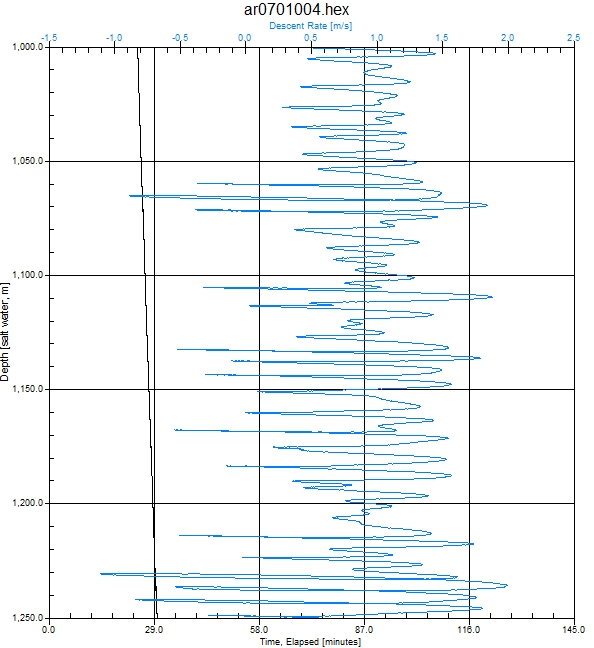 ar0701004.hex
Descent Rate [m/s]
-1.5 -1.0 -0.5 0.0 0.5 1.0 1.5 2.0 2.5
1,000.0
1,050.0
1,100.0
Depth [salt water, m]
1,150.0
1,200.0
1,250.0
0.0 29.0 58.0 87.0 116.0 145.0
Time, Elapsed [minutes]